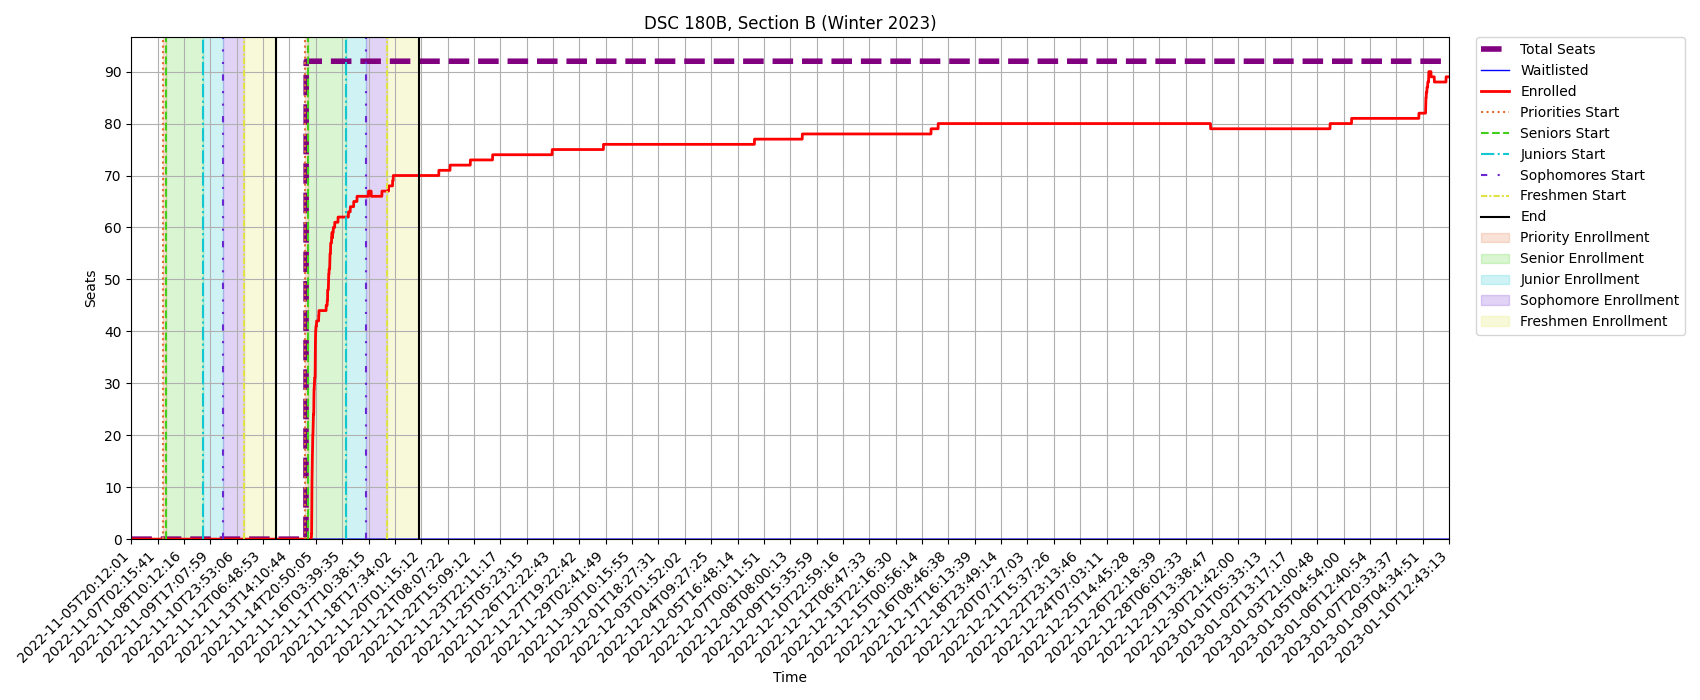 DSC 180B, Section B (Winter 2023)
Total Seats
Waitlisted
Enrolled
Priorities Start
Seniors Start
Juniors Start
Sophomores Start
Freshmen Start
End
Priority Enrollment
Senior Enrollment
Junior Enrollment
Sophomore Enrollment
Freshmen Enrollment
Seats
90
80
70
60
50
40
30
20
10
0
2022-11-05T20:12:01
2022-11-07T02:15:41
2022-11-08T10:12:16
2022-11-09T17:07:59
2022-11-10T23:53:06
2022-11-12T06:48:53
2022-11-13T14:10:44
2022-11-14T20:50:05
2022-11-16T03:39:35
2022-11-17T10:38:15
2022-11-18T17:34:02
2022-11-20T01:15:12
2022-11-21T08:07:22
2022-11-22T15:09:12
2022-11-23T22:11:17
2022-11-25T05:23:15
2022-11-26T12:22:43
2022-11-27T19:22:42
2022-11-29T02:41:49
2022-11-30T10:15:55
2022-12-01T18:27:31
2022-12-03T01:52:02
2022-12-04T09:27:25
2022-12-05T16:48:14
2022-12-07T00:11:51
2022-12-08T08:00:13
2022-12-09T15:35:59
2022-12-10T22:59:16
2022-12-12T06:47:33
2022-12-13T22:16:30
2022-12-15T00:56:14
2022-12-16T08:46:38
2022-12-17T16:13:39
2022-12-18T23:49:14
2022-12-20T07:27:03
2022-12-21T15:37:26
2022-12-22T23:13:46
2022-12-24T07:03:11
2022-12-25T14:45:28
2022-12-26T22:18:39
2022-12-28T06:02:33
2022-12-29T13:38:47
2022-12-30T21:42:00
2023-01-01T05:33:13
2023-01-02T13:17:17
2023-01-03T21:00:48
2023-01-05T04:54:00
2023-01-06T12:40:54
2023-01-07T20:33:37
2023-01-09T04:34:51
2023-01-10T12:43:13
Time